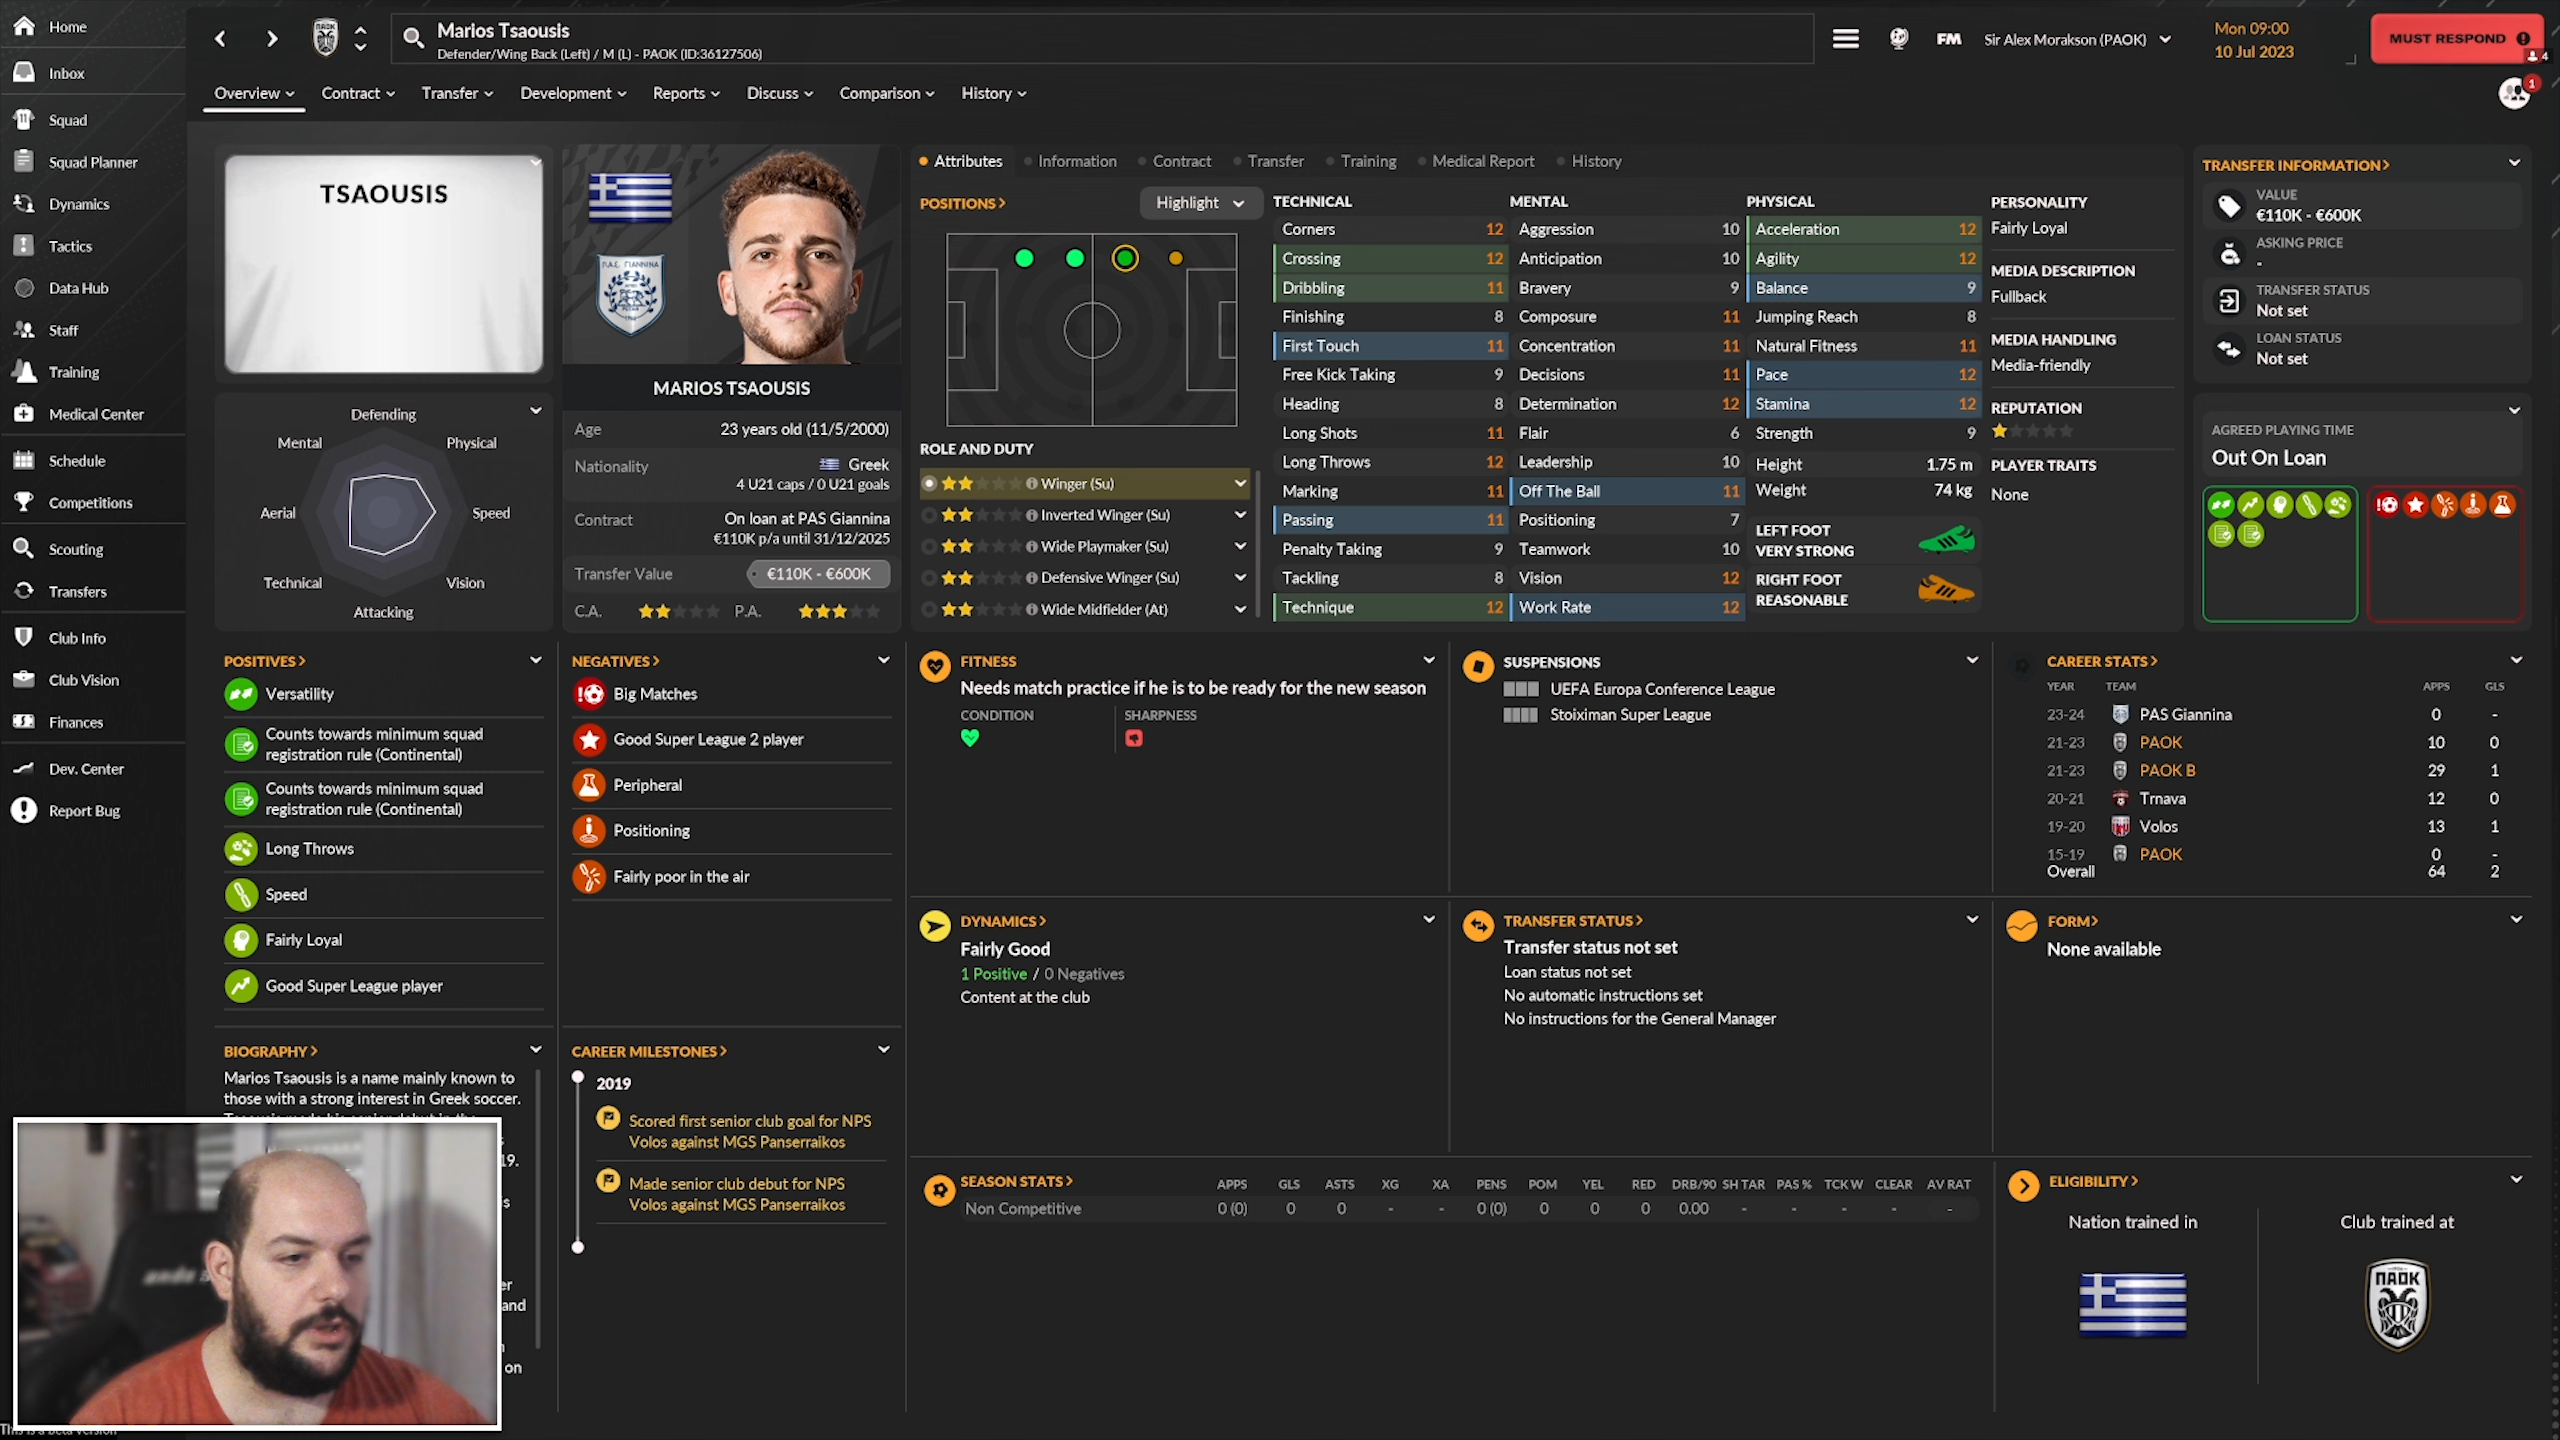 Home
Inbox
Squad
Squad Planner
Dynamics
Tactics
Data Hub
Staff
Training
Medical Center
Schedule
Competitions
Scouting
Transfers
Club Info
Club Vision
Finances
Dev. Center
Report Bug
Marios Tsaousis
Defender/Wing Back (Left) / M (L) - PAOK (ID:36127506)
FM
Sir Alex Morakson (PAOK)
Mon 09:00
10 Jul 2023
MUST RESPOND
4
1
Overview
Contract
Transfer
Development
Reports
Discuss
Comparison
History
TSAOUSIS
Defending
Mental
Physical
Aerial
Speed
Technical
Vision
Attacking
MARIOS TSAOUSIS
Age 23 years old (11/5/2000)
Nationality Greek
4 U21 caps / 0 U21 goals
Contract On loan at PAS Giannina
€110K p/a until 31/12/2025
Transfer Value €110K - €600K
C.A. P.A.
Attributes
Information
Contract
Transfer
Training
Medical Report
History
POSITIONS>
Highlight
ROLE AND DUTY
Winger (Su)
Inverted Winger (Su)
Wide Playmaker (Su)
Defensive Winger (Su)
Wide Midfielder (At)
TECHNICAL
Corners 12
Crossing 12
Dribbling 11
Finishing 8
First Touch 11
Free Kick Taking 9
Heading 8
Long Shots 11
Long Throws 12
Marking 11
Passing 11
Penalty Taking 9
Tackling 8
Technique 12
MENTAL
Aggression 10
Anticipation 10
Bravery 9
Composure 11
Concentration 11
Decisions 11
Determination 12
Flair 6
Leadership 10
Off The Ball 11
Positioning 7
Teamwork 10
Vision 12
Work Rate 12
PHYSICAL
Acceleration 12
Agility 12
Balance 9
Jumping Reach 8
Natural Fitness 11
Pace 12
Stamina 12
Strength 9
Height 1.75 m
Weight 74 kg
LEFT FOOT
VERY STRONG
RIGHT FOOT
REASONABLE
PERSONALITY
Fairly Loyal
MEDIA DESCRIPTION
Fullback
MEDIA HANDLING
Media-friendly
REPUTATION
PLAYER TRAITS
None
TRANSFER INFORMATION>
VALUE
€110K - €600K
ASKING PRICE
-
TRANSFER STATUS
Not set
LOAN STATUS
Not set
AGREED PLAYING TIME
Out On Loan
POSITIVES>
Versatility
Counts towards minimum squad
registration rule (Continental)
Counts towards minimum squad
registration rule (Continental)
Long Throws
Speed
Fairly Loyal
Good Super League player
NEGATIVES>
Big Matches
Good Super League 2 player
Peripheral
Positioning
Fairly poor in the air
FITNESS
Needs match practice if he is to be ready for the new season
CONDITION
SHARPNESS
SUSPENSIONS
UEFA Europa Conference League
Stoiximan Super League
CAREER STATS>
YEAR TEAM APPS GLS
23-24 PAS Giannina 0 -
21-23 PAOK 10 0
21-23 PAOK B 29 1
20-21 Trnava 12 0
19-20 Volos 13 1
15-19 PAOK 0 -
Overall 64 2
DYNAMICS>
Fairly Good
1 Positive / 0 Negatives
Content at the club
TRANSFER STATUS>
Transfer status not set
Loan status not set
No automatic instructions set
No instructions for the General Manager
FORM>
None available
BIOGRAPHY>
Marios Tsaousis is a name mainly known to
those with a strong interest in Greek soccer.
19.
and
on
CAREER MILESTONES>
2019
Scored first senior club goal for NPS
Volos against MGS Panserraikos
Made senior club debut for NPS
Volos against MGS Panserraikos
SEASON STATS> APPS GLS ASTS XG XA PENS POM YEL RED DRB/90 SH TAR PAS % TCK W CLEAR AV RAT
Non Competitive 0 (0) 0 0 - - 0 (0) 0 0 0 0.00 - - - - -
ELIGIBILITY>
Nation trained in
Club trained at
ΠΑΟΚ